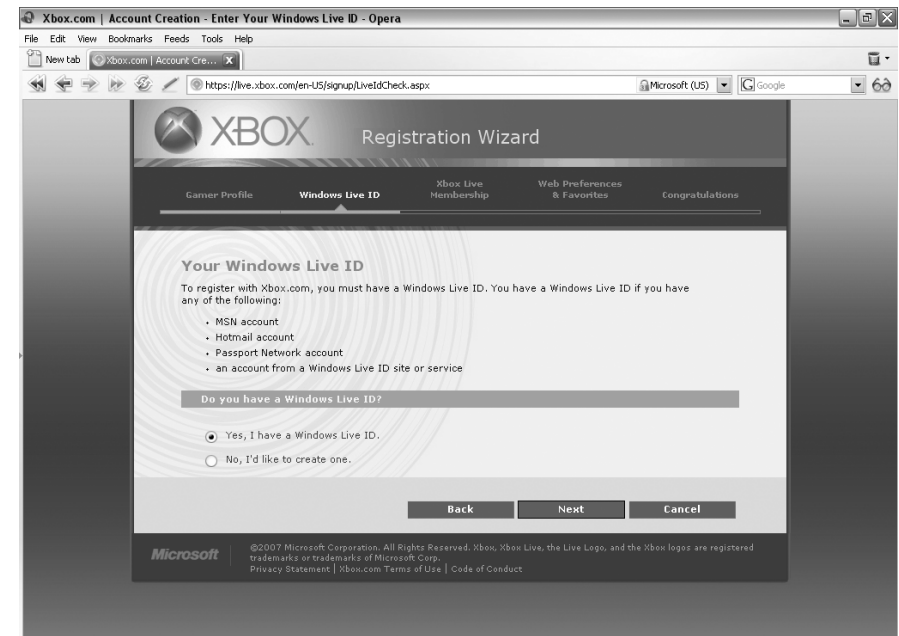 Xbox.com | Account Creation - Enter Your Windows Live ID - Opera
File Edit View Bookmarks Feeds Tools Help
New tab Xbox.com | Account Cre...
https://live.xbox.com/en-US/signup/LiveIdCheck.aspx Microsoft (US) G Google
XBOX Registration Wizard
Gamer Profile Windows Live ID Xbox Live Membership Web Preferences & Favorites Congratulations
Your Windows Live ID
To register with Xbox.com, you must have a Windows Live ID. You have a Windows Live ID if you have
any of the following:
• MSN account
• Hotmail account
• Passport Network account
• an account from a Windows Live ID site or service
Do you have a Windows Live ID?
Yes, I have a Windows Live ID.
No, I'd like to create one.
Back Next Cancel
Microsoft
©2007 Microsoft Corporation. All Rights Reserved. Xbox, Xbox Live, the Live Logo, and the Xbox logos are registered
trademarks or trademarks of Microsoft Corp.
Privacy Statement | Xbox.com Terms of Use | Code of Conduct